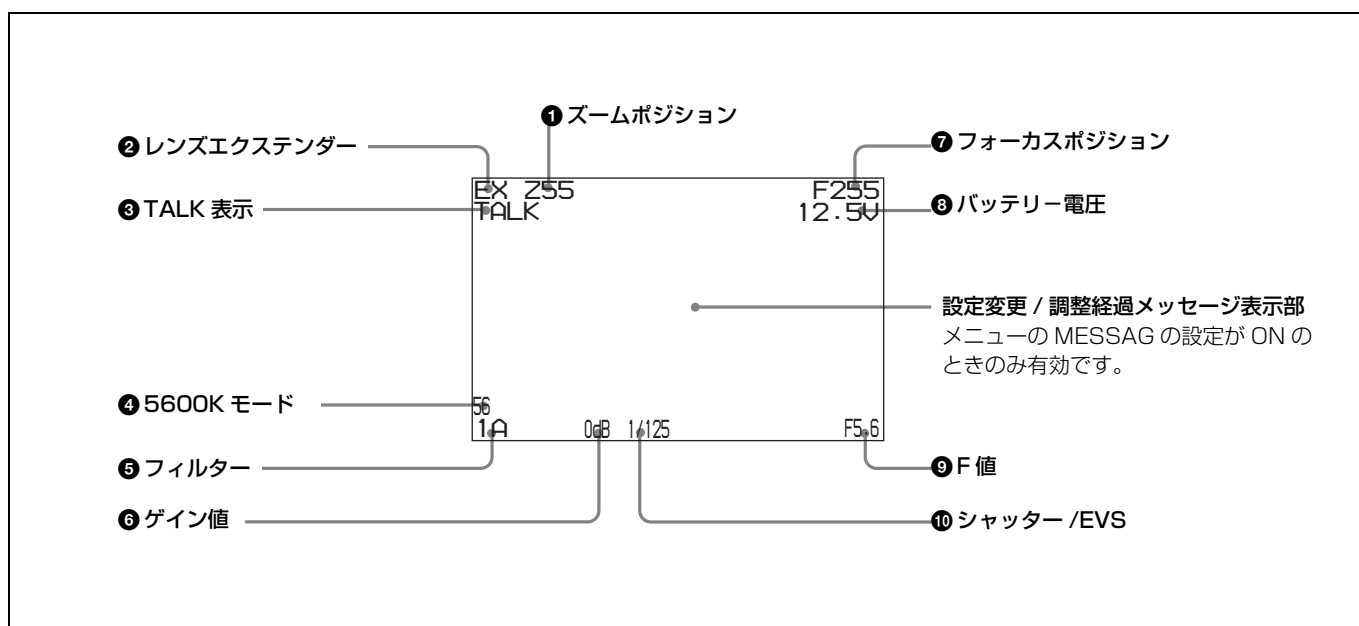 ❶ ズームポジション
❷ レンズエクステンダー
❸ TALK 表示
❹ 5600K モード
❺ フィルター
❻ ゲイン値
EX Z55
TALK
F255
12.5V
56
1A
0dB
1/125
F5.6
❼ フォーカスポジション
❽ バッテリー電圧
設定変更 / 調整経過メッセージ表示部
メニューの MESSAG の設定が ON の
ときのみ有効です。
❾ F 値
❿ シャッター /EVS